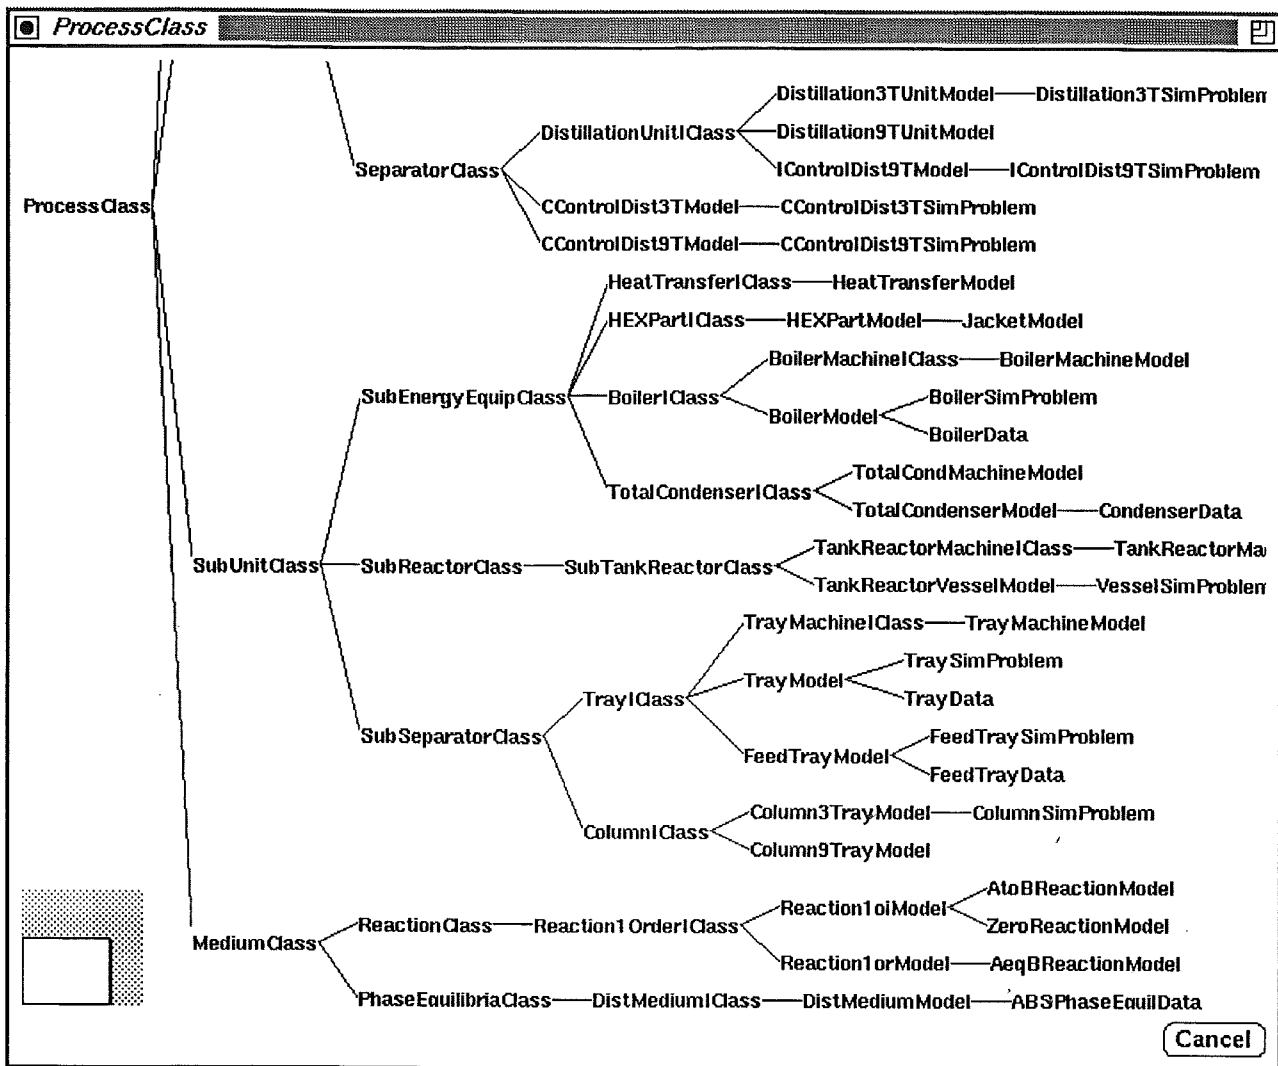 ProcessClass
Distillation3TUnitModel Distillation3TSimProblem
DistillationUnitIClass Distillation9TUnitModel
SeparatorClass IControlDist9TModel IControlDist9TSimProblem
ProcessClass CControlDist3TModel CControlDist3TSimProblem
CControlDist9TModel CControlDist9TSimProblem
HeatTransferIClass HeatTransferModel
HEXPartIClass HEXPartModel JacketModel
BoilerMachineIClass BoilerMachineModel
SubEnergyEquipClass BoilerIClass BoilerSimProblem
BoilerModel
BoilerData
TotalCondMachineModel
TotalCondenserIClass
TotalCondenserModel CondenserData
TankReactorMachineIClass TankReactorMa
SubUnitClass SubReactorClass SubTankReactorClass
TankReactorVesselModel VesselSimProblem
TrayMachineIClass TrayMachineModel
TraySimProblem
TrayModel
TrayIClass TrayData
SubSeparatorClass FeedTraySimProblem
FeedTrayModel
FeedTrayData
Column3TrayModel ColumnSimProblem
ColumnIClass
Column9TrayModel
AtoBReactionModel
Reaction1oiModel
ReactionClass Reaction1OrderIClass ZeroReactionModel
MediumClass
Reaction1orModel AeqBReactionModel
PhaseEquilibriaClass DistMediumIClass DistMediumModel ABSPhaseEquilData
Cancel